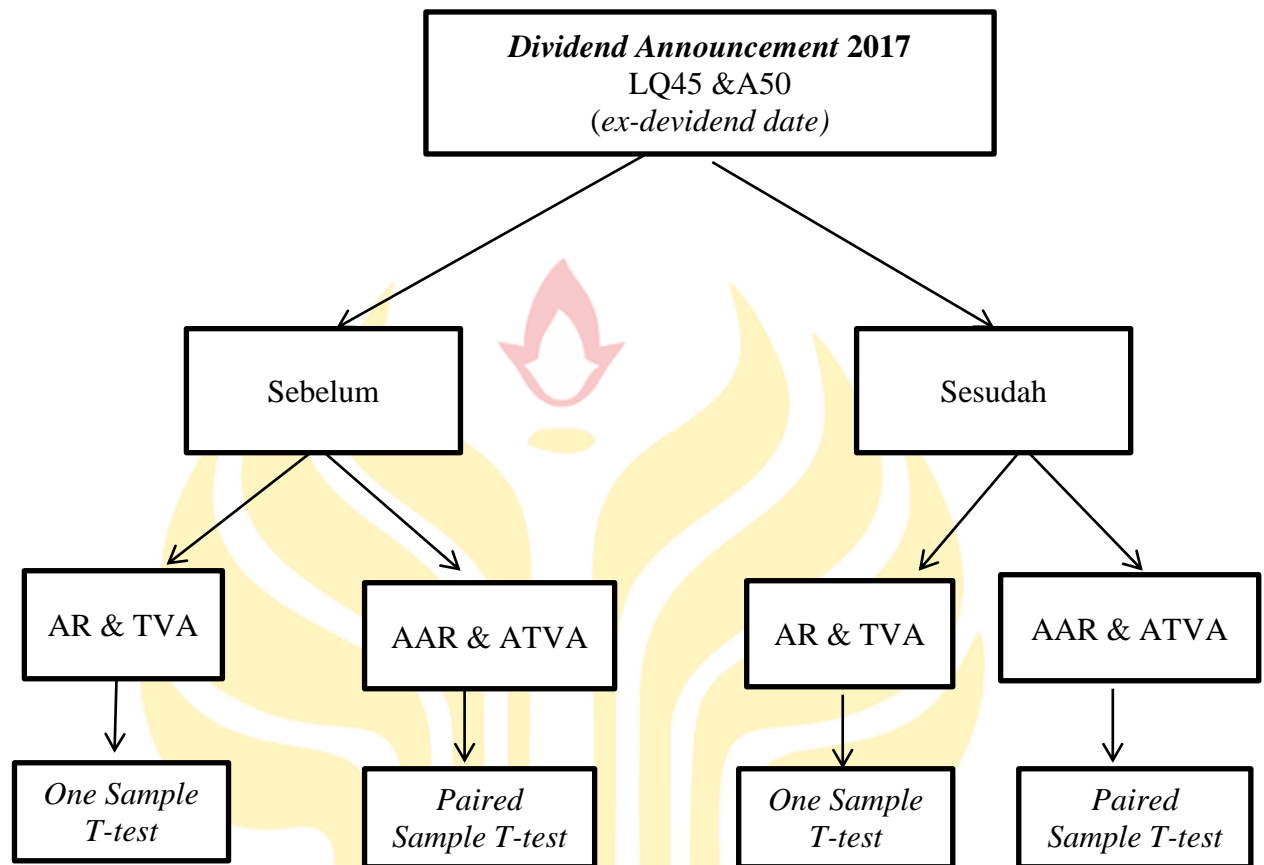 Dividend Announcement 2017
LQ45 &A50
(ex-devidend date)
Sebelum
Sesudah
AR & TVA
AAR & ATVA
AR & TVA
AAR & ATVA
One Sample
T-test
Paired
Sample T-test
One Sample
T-test
Paired
Sample T-test